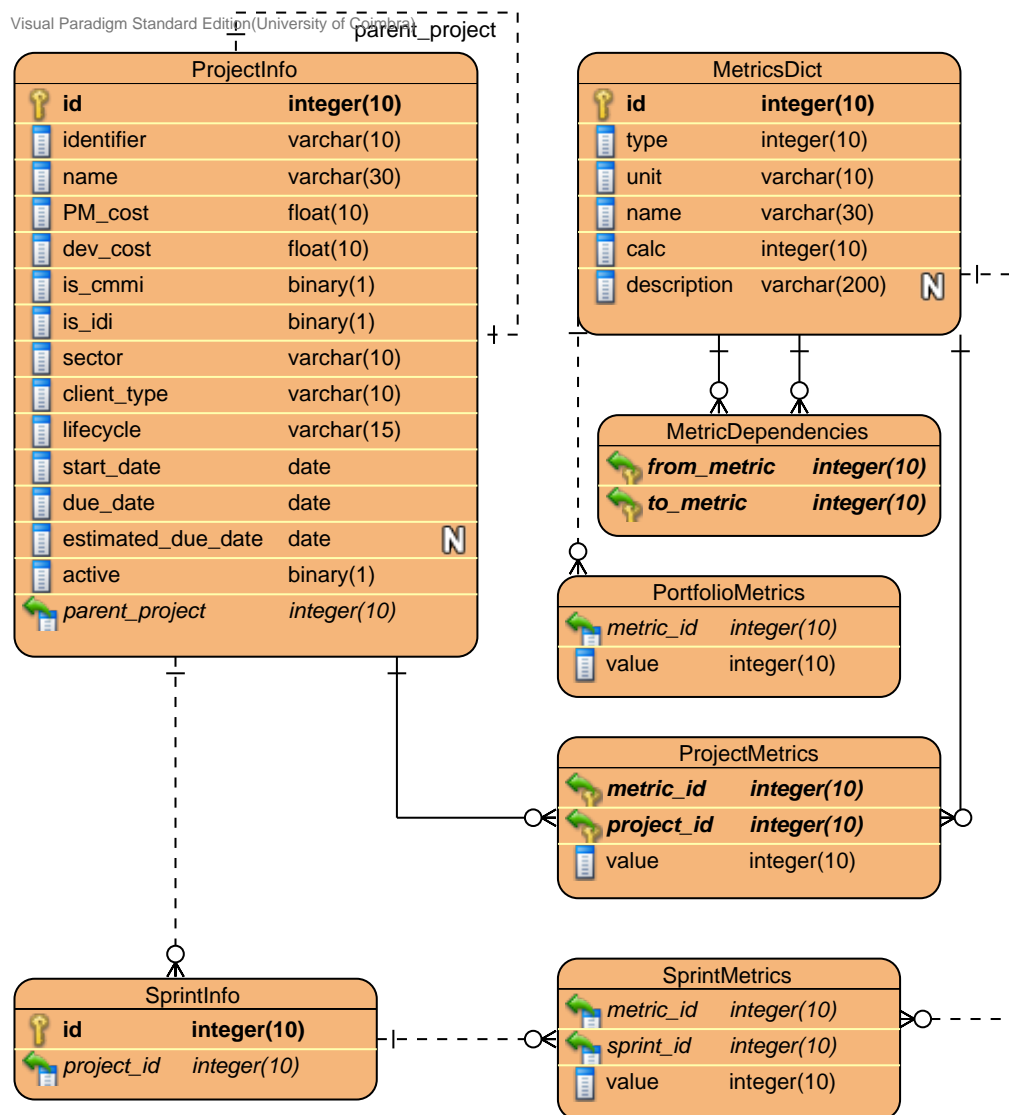 Visual Paradigm Standard Edition(University of Coimbra)
parent_project
ProjectInfo
id integer(10)
identifier varchar(10)
name varchar(30)
PM_cost float(10)
dev_cost float(10)
is_cmmi binary(1)
is_idi binary(1)
sector varchar(10)
client_type varchar(10)
lifecycle varchar(15)
start_date date
due_date date
estimated_due_date date N
active binary(1)
parent_project integer(10)
MetricsDict
id integer(10)
type integer(10)
unit varchar(10)
name varchar(30)
calc integer(10)
description varchar(200) N
MetricDependencies
from_metric integer(10)
to_metric integer(10)
PortfolioMetrics
metric_id integer(10)
value integer(10)
ProjectMetrics
metric_id integer(10)
project_id integer(10)
value integer(10)
SprintInfo
id integer(10)
project_id integer(10)
SprintMetrics
metric_id integer(10)
sprint_id integer(10)
value integer(10)